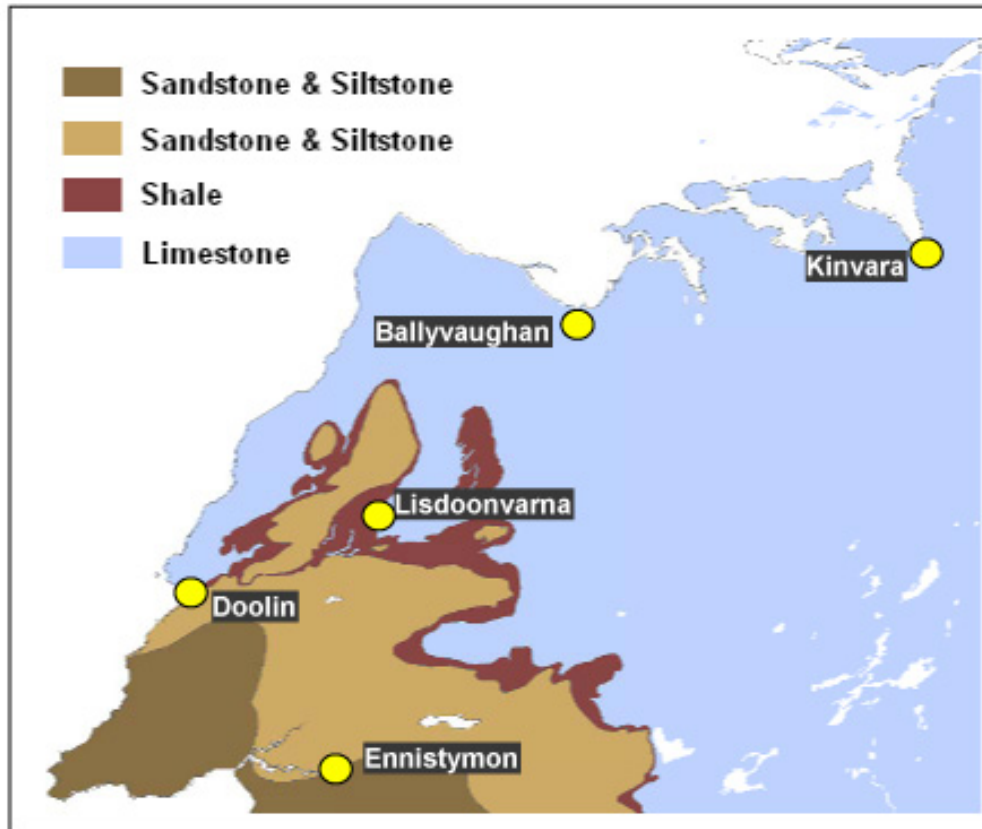 Sandstone & Siltstone
Sandstone & Siltstone
Shale
Limestone
Kinvara
Ballyvaughan
Lisdoonvarna
Doolin
Ennistymon